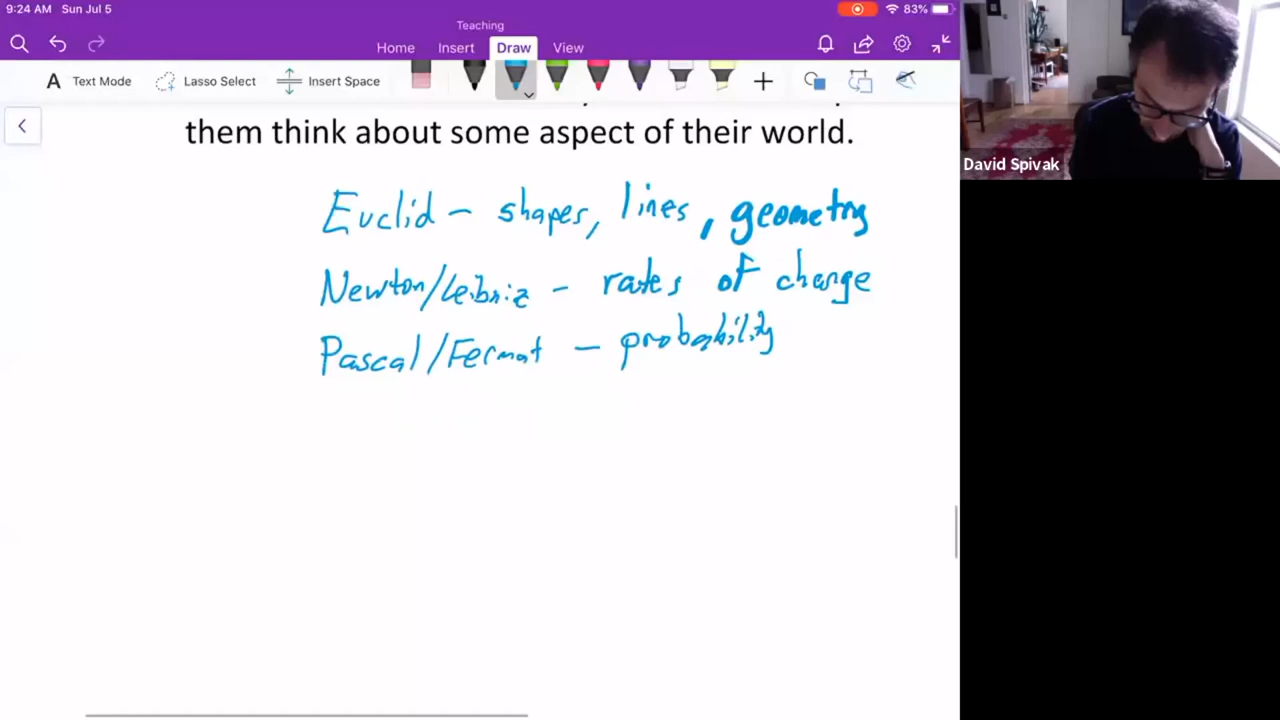 9:24 AM Sun Jul 5
83%
Teaching
Home Insert Draw View
A Text Mode Lasso Select Insert Space
them think about some aspect of their world.
David Spivak
Euclid – shapes, lines, geometry
Newton/Leibniz – rates of change
Pascal/Fermat – probability